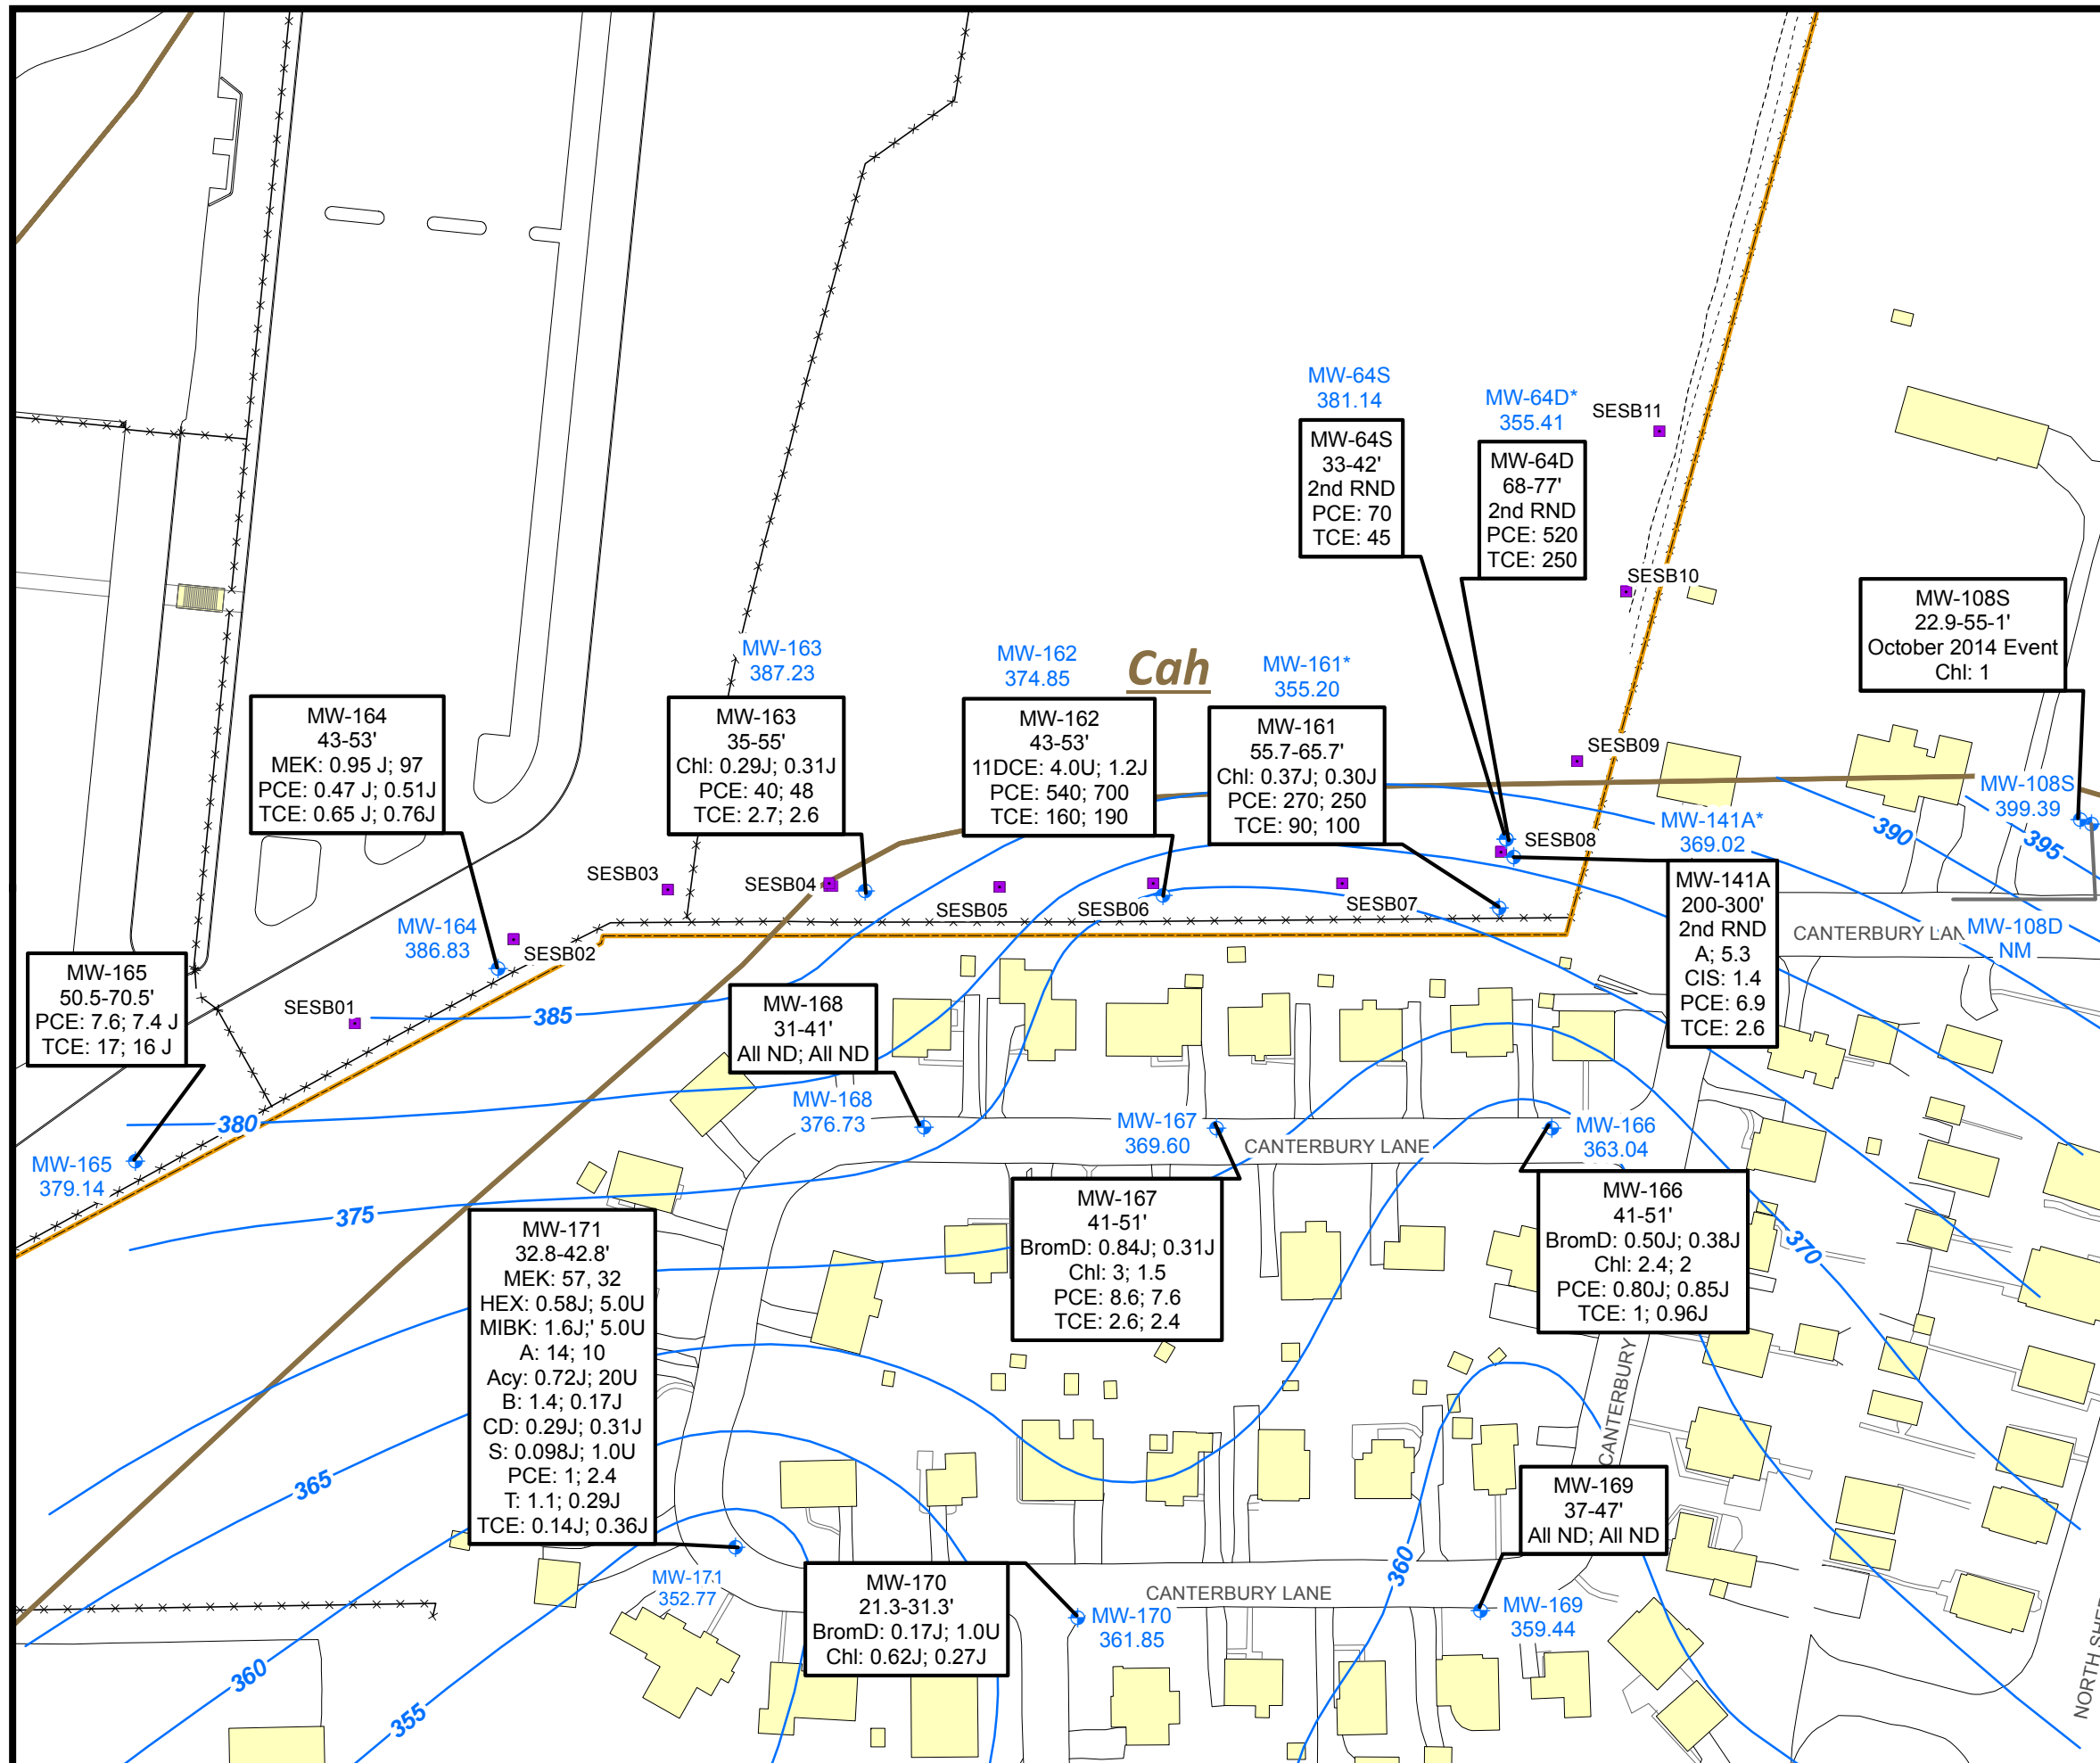 MW-64S
381.14
MW-64D*
355.41
SESB11
MW-64S
33-42'
2nd RND
PCE: 70
TCE: 45
MW-64D
68-77'
2nd RND
PCE: 520
TCE: 250
SESB10
MW-108S
22.9-55-1'
October 2014 Event
Chl: 1
MW-163
387.23
MW-162
374.85
Cah
MW-161*
355.20
MW-164
43-53'
MEK: 0.95 J; 97
PCE: 0.47 J; 0.51J
TCE: 0.65 J; 0.76J
MW-163
35-55'
Chl: 0.29J; 0.31J
PCE: 40; 48
TCE: 2.7; 2.6
MW-162
43-53'
11DCE: 4.0U; 1.2J
PCE: 540; 700
TCE: 160; 190
MW-161
55.7-65.7'
Chl: 0.37J; 0.30J
PCE: 270; 250
TCE: 90; 100
SESB09
MW-108S
399.39
MW-141A*
369.02
390
395
SESB08
SESB03
SESB04
SESB05
SESB06
SESB07
MW-141A
200-300'
2nd RND
A; 5.3
CIS: 1.4
PCE: 6.9
TCE: 2.6
MW-164
386.83
SESB02
CANTERBURY LAN
MW-108D
NM
MW-165
50.5-70.5'
PCE: 7.6; 7.4 J
TCE: 17; 16 J
SESB01
385
MW-168
31-41'
All ND; All ND
MW-168
376.73
380
MW-167
369.60
CANTERBURY LANE
MW-166
363.04
MW-165
379.14
375
MW-171
32.8-42.8'
MEK: 57, 32
HEX: 0.58J; 5.0U
MIBK: 1.6J;' 5.0U
A: 14; 10
Acy: 0.72J; 20U
B: 1.4; 0.17J
CD: 0.29J; 0.31J
S: 0.098J; 1.0U
PCE: 1; 2.4
T: 1.1; 0.29J
TCE: 0.14J; 0.36J
MW-167
41-51'
BromD: 0.84J; 0.31J
Chl: 3; 1.5
PCE: 8.6; 7.6
TCE: 2.6; 2.4
MW-166
41-51'
BromD: 0.50J; 0.38J
Chl: 2.4; 2
PCE: 0.80J; 0.85J
TCE: 1; 0.96J
370
CANTERBURY
365
MW-169
37-47'
All ND; All ND
360
MW-171
352.77
MW-170
21.3-31.3'
BromD: 0.17J; 1.0U
Chl: 0.62J; 0.27J
CANTERBURY LANE
MW-170
361.85
MW-169
359.44
360
355
NORTH